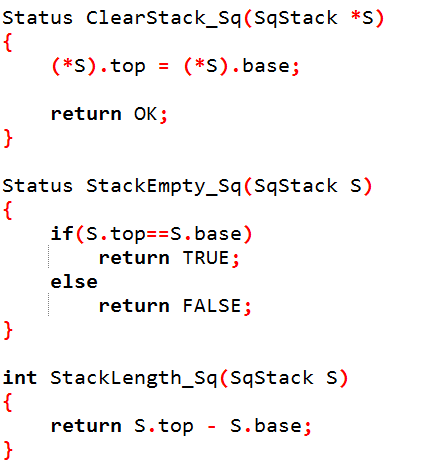 Status ClearStack_Sq(SqStack *S)
{
    (*S).top = (*S).base;

    return OK;
}

Status StackEmpty_Sq(SqStack S)
{
    if(S.top==S.base)
        return TRUE;
    else
        return FALSE;
}

int StackLength_Sq(SqStack S)
{
    return S.top - S.base;
}